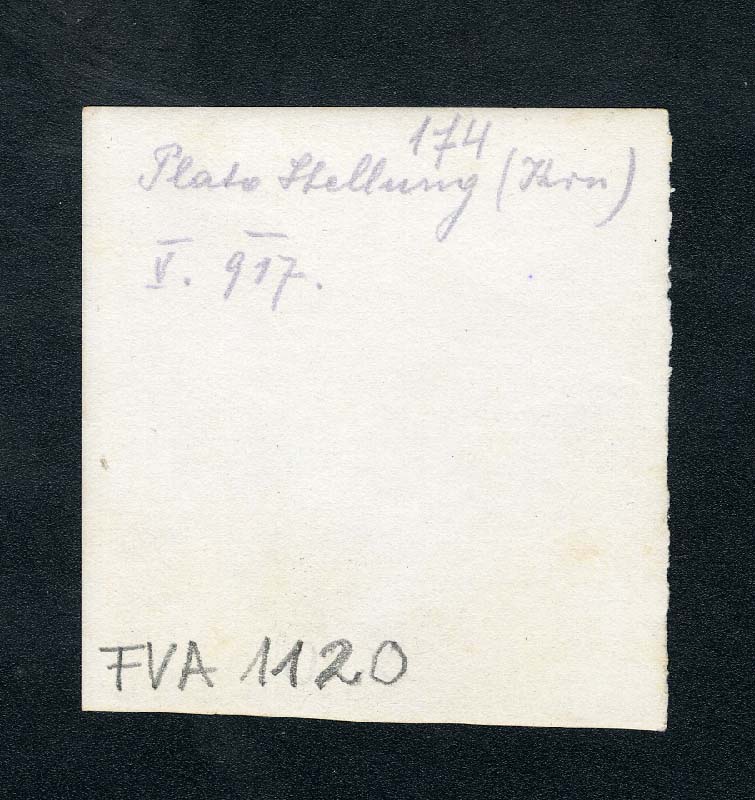 174
Plato Stellung (Krn)
V. 917.
FVA 1120